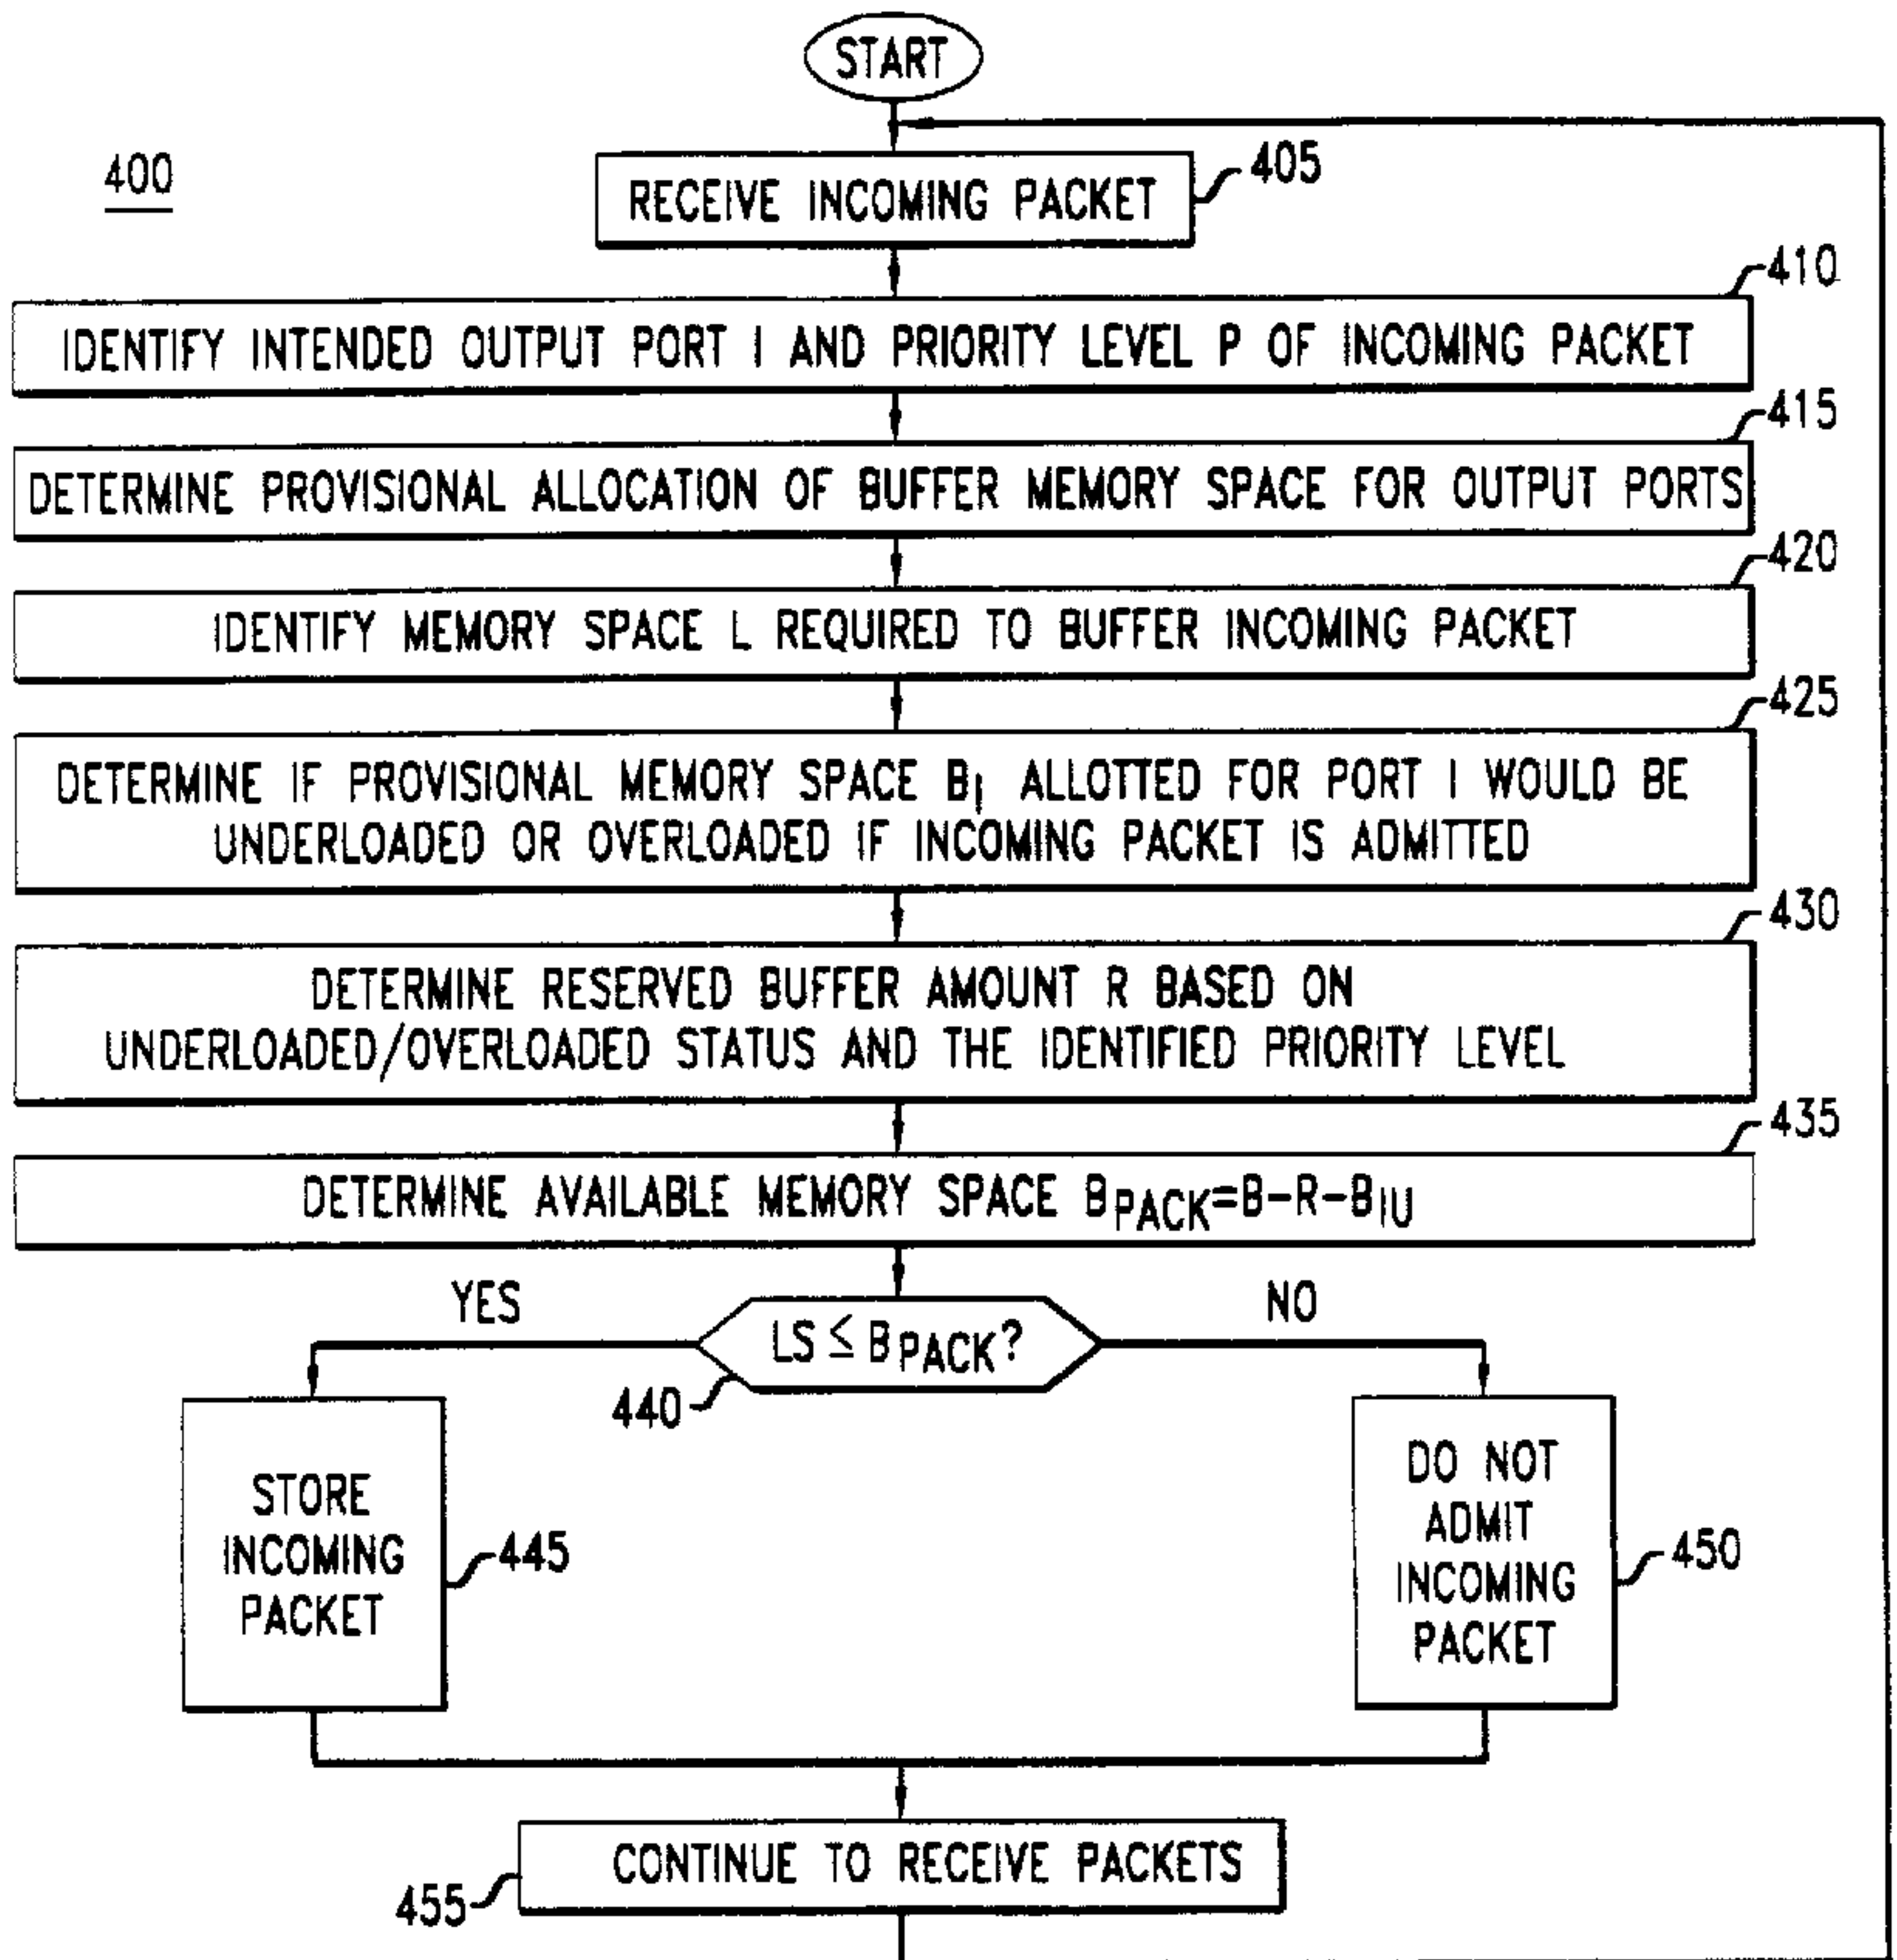 START
400
RECEIVE INCOMING PACKET
405
410
IDENTIFY INTENDED OUTPUT PORT I AND PRIORITY LEVEL P OF INCOMING PACKET
415
DETERMINE PROVISIONAL ALLOCATION OF BUFFER MEMORY SPACE FOR OUTPUT PORTS
420
IDENTIFY MEMORY SPACE L REQUIRED TO BUFFER INCOMING PACKET
425
DETERMINE IF PROVISIONAL MEMORY SPACE BI ALLOTTED FOR PORT I WOULD BE
UNDERLOADED OR OVERLOADED IF INCOMING PACKET IS ADMITTED
430
DETERMINE RESERVED BUFFER AMOUNT R BASED ON
UNDERLOADED/OVERLOADED STATUS AND THE IDENTIFIED PRIORITY LEVEL
435
DETERMINE AVAILABLE MEMORY SPACE BPACK=B-R-BIU
YES
NO
LS ≤ BPACK?
440
STORE
INCOMING
PACKET
445
DO NOT
ADMIT
INCOMING
PACKET
450
CONTINUE TO RECEIVE PACKETS
455